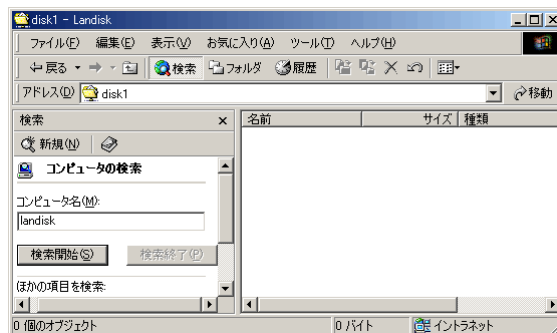 disk1 - Landisk
ファイル(F) 編集(E) 表示(V) お気に入り(A) ツール(T) ヘルプ(H)
戻る 検索 フォルダ 履歴
アドレス(D) disk1 移動
検索 × 名前 サイズ 種類
新規(N)
コンピュータの検索
コンピュータ名(M):
landisk
検索開始(S) 検索終了(P)
ほかの項目を検索:
0 個のオブジェクト 0 バイト イントラネット